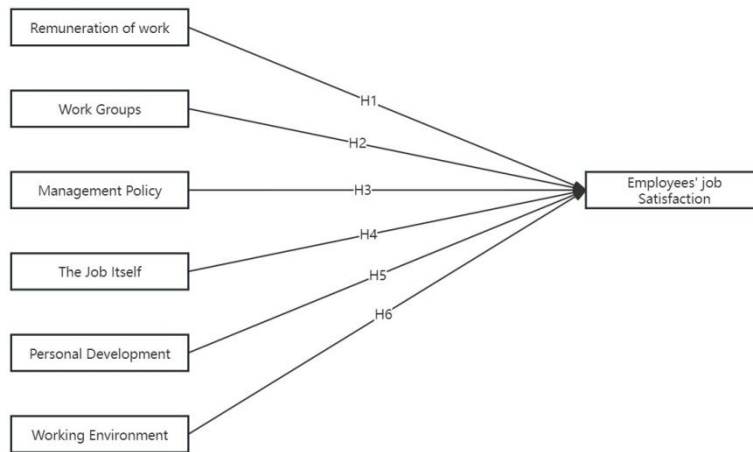 Remuneration of work
H1
Work Groups
H2
Management Policy
H3
Employees' job
Satisfaction
H4
The Job Itself
H5
H6
Personal Development
Working Environment